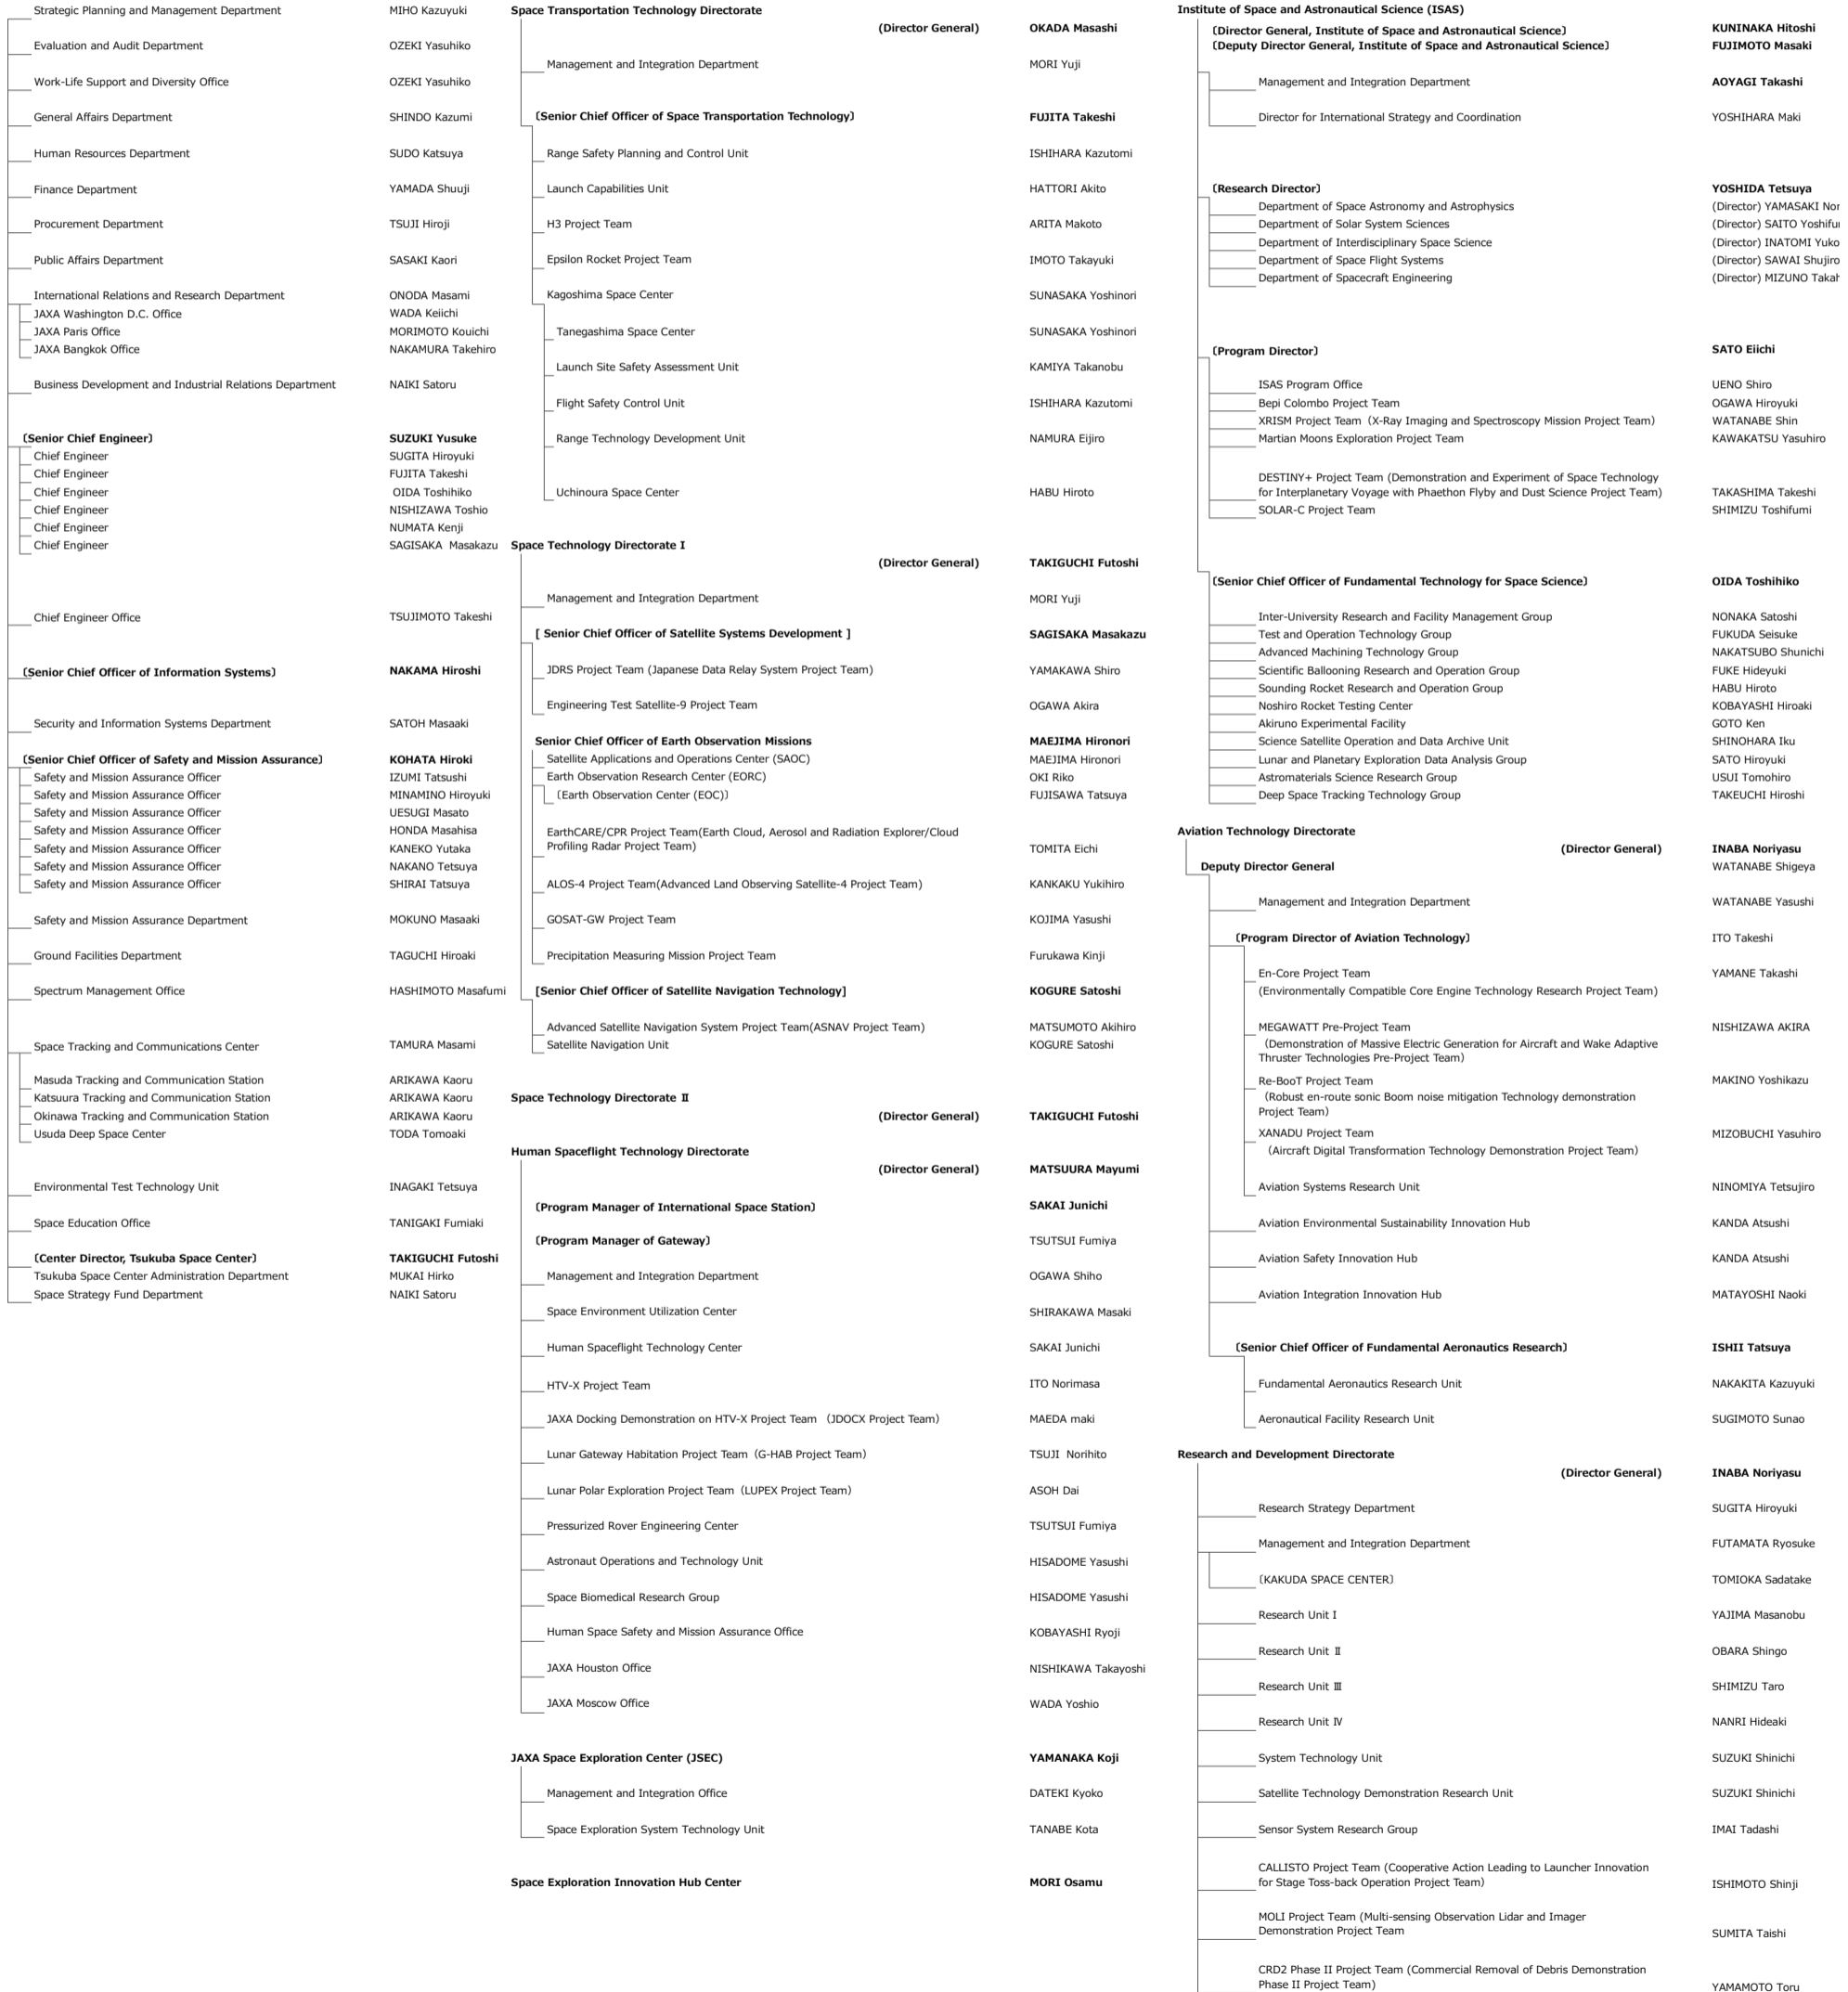 Strategic Planning and Management Department MIHO Kazuyuki
Evaluation and Audit Department OZEKI Yasuhiko
Work-Life Support and Diversity Office OZEKI Yasuhiko
General Affairs Department SHINDO Kazumi
Human Resources Department SUDO Katsuya
Finance Department YAMADA Shuuji
Procurement Department TSUJI Hiroji
Public Affairs Department SASAKI Kaori
International Relations and Research Department ONODA Masami
JAXA Washington D.C. Office WADA Keiichi
JAXA Paris Office MORIMOTO Kouichi
JAXA Bangkok Office NAKAMURA Takehiro
Business Development and Industrial Relations Department NAIKI Satoru
〔Senior Chief Engineer〕 SUZUKI Yusuke
Chief Engineer SUGITA Hiroyuki
Chief Engineer FUJITA Takeshi
Chief Engineer OIDA Toshihiko
Chief Engineer NISHIZAWA Toshio
Chief Engineer NUMATA Kenji
Chief Engineer SAGISAKA Masakazu
Chief Engineer Office TSUJIMOTO Takeshi
〔Senior Chief Officer of Information Systems〕 NAKAMA Hiroshi
Security and Information Systems Department SATOH Masaaki
〔Senior Chief Officer of Safety and Mission Assurance〕 KOHATA Hiroki
Safety and Mission Assurance Officer IZUMI Tatsushi
Safety and Mission Assurance Officer MINAMINO Hiroyuki
Safety and Mission Assurance Officer UESUGI Masato
Safety and Mission Assurance Officer HONDA Masahisa
Safety and Mission Assurance Officer KANEKO Yutaka
Safety and Mission Assurance Officer NAKANO Tetsuya
Safety and Mission Assurance Officer SHIRAI Tatsuya
Safety and Mission Assurance Department MOKUNO Masaaki
Ground Facilities Department TAGUCHI Hiroaki
Spectrum Management Office HASHIMOTO Masafumi
Space Tracking and Communications Center TAMURA Masami
Masuda Tracking and Communication Station ARIKAWA Kaoru
Katsuura Tracking and Communication Station ARIKAWA Kaoru
Okinawa Tracking and Communication Station ARIKAWA Kaoru
Usuda Deep Space Center TODA Tomoaki
Environmental Test Technology Unit INAGAKI Tetsuya
Space Education Office TANIGAKI Fumiaki
〔Center Director, Tsukuba Space Center〕 TAKIGUCHI Futoshi
Tsukuba Space Center Administration Department MUKAI Hirko
Space Strategy Fund Department NAIKI Satoru
Space Transportation Technology Directorate
(Director General) OKADA Masashi
Management and Integration Department MORI Yuji
〔Senior Chief Officer of Space Transportation Technology〕 FUJITA Takeshi
Range Safety Planning and Control Unit ISHIHARA Kazutomi
Launch Capabilities Unit HATTORI Akito
H3 Project Team ARITA Makoto
Epsilon Rocket Project Team IMOTO Takayuki
Kagoshima Space Center SUNASAKA Yoshinori
Tanegashima Space Center SUNASAKA Yoshinori
Launch Site Safety Assessment Unit KAMIYA Takanobu
Flight Safety Control Unit ISHIHARA Kazutomi
Range Technology Development Unit NAMURA Eijiro
Uchinoura Space Center HABU Hiroto
Space Technology Directorate Ⅰ
(Director General) TAKIGUCHI Futoshi
Management and Integration Department MORI Yuji
[ Senior Chief Officer of Satellite Systems Development ] SAGISAKA Masakazu
JDRS Project Team (Japanese Data Relay System Project Team) YAMAKAWA Shiro
Engineering Test Satellite-9 Project Team OGAWA Akira
Senior Chief Officer of Earth Observation Missions MAEJIMA Hironori
Satellite Applications and Operations Center (SAOC) MAEJIMA Hironori
Earth Observation Research Center (EORC) OKI Riko
〔Earth Observation Center (EOC)〕 FUJISAWA Tatsuya
EarthCARE/CPR Project Team(Earth Cloud, Aerosol and Radiation Explorer/Cloud
Profiling Radar Project Team) TOMITA Eichi
ALOS-4 Project Team(Advanced Land Observing Satellite-4 Project Team) KANKAKU Yukihiro
GOSAT-GW Project Team KOJIMA Yasushi
Precipitation Measuring Mission Project Team Furukawa Kinji
[Senior Chief Officer of Satellite Navigation Technology] KOGURE Satoshi
Advanced Satellite Navigation System Project Team(ASNAV Project Team) MATSUMOTO Akihiro
Satellite Navigation Unit KOGURE Satoshi
Space Technology Directorate Ⅱ
(Director General) TAKIGUCHI Futoshi
Human Spaceflight Technology Directorate
(Director General) MATSUURA Mayumi
〔Program Manager of International Space Station〕 SAKAI Junichi
〔Program Manager of Gateway〕 TSUTSUI Fumiya
Management and Integration Department OGAWA Shiho
Space Environment Utilization Center SHIRAKAWA Masaki
Human Spaceflight Technology Center SAKAI Junichi
HTV-X Project Team ITO Norimasa
JAXA Docking Demonstration on HTV-X Project Team （JDOCX Project Team） MAEDA maki
Lunar Gateway Habitation Project Team（G-HAB Project Team） TSUJI Norihito
Lunar Polar Exploration Project Team（LUPEX Project Team） ASOH Dai
Pressurized Rover Engineering Center TSUTSUI Fumiya
Astronaut Operations and Technology Unit HISADOME Yasushi
Space Biomedical Research Group HISADOME Yasushi
Human Space Safety and Mission Assurance Office KOBAYASHI Ryoji
JAXA Houston Office NISHIKAWA Takayoshi
JAXA Moscow Office WADA Yoshio
JAXA Space Exploration Center (JSEC) YAMANAKA Koji
Management and Integration Office DATEKI Kyoko
Space Exploration System Technology Unit TANABE Kota
Space Exploration Innovation Hub Center MORI Osamu
Institute of Space and Astronautical Science (ISAS)
〔Director General, Institute of Space and Astronautical Science〕 KUNINAKA Hitoshi
〔Deputy Director General, Institute of Space and Astronautical Science〕 FUJIMOTO Masaki
Management and Integration Department AOYAGI Takashi
Director for International Strategy and Coordination YOSHIHARA Maki
〔Research Director〕 YOSHIDA Tetsuya
Department of Space Astronomy and Astrophysics (Director) YAMASAKI
Department of Solar System Sciences (Director) SAITO
Department of Interdisciplinary Space Science (Director) INATOMI Yuko
Department of Space Flight Systems (Director) SAWAI Shujiro
Department of Spacecraft Engineering (Director) MIZUNO
〔Program Director〕 SATO Eiichi
ISAS Program Office UENO Shiro
Bepi Colombo Project Team OGAWA Hiroyuki
XRISM Project Team（X-Ray Imaging and Spectroscopy Mission Project Team） WATANABE Shin
Martian Moons Exploration Project Team KAWAKATSU Yasuhiro
DESTINY+ Project Team (Demonstration and Experiment of Space Technology
for Interplanetary Voyage with Phaethon Flyby and Dust Science Project Team) TAKASHIMA Takeshi
SOLAR-C Project Team SHIMIZU Toshifumi
〔Senior Chief Officer of Fundamental Technology for Space Science〕 OIDA Toshihiko
Inter-University Research and Facility Management Group NONAKA Satoshi
Test and Operation Technology Group FUKUDA Seisuke
Advanced Machining Technology Group NAKATSUBO Shunichi
Scientific Ballooning Research and Operation Group FUKE Hideyuki
Sounding Rocket Research and Operation Group HABU Hiroto
Noshiro Rocket Testing Center KOBAYASHI Hiroaki
Akiruno Experimental Facility GOTO Ken
Science Satellite Operation and Data Archive Unit SHINOHARA Iku
Lunar and Planetary Exploration Data Analysis Group SATO Hiroyuki
Astromaterials Science Research Group USUI Tomohiro
Deep Space Tracking Technology Group TAKEUCHI Hiroshi
Aviation Technology Directorate
(Director General) INABA Noriyasu
Deputy Director General WATANABE Shigeya
Management and Integration Department WATANABE Yasushi
〔Program Director of Aviation Technology〕 ITO Takeshi
En-Core Project Team YAMANE Takashi
(Environmentally Compatible Core Engine Technology Research Project Team)
MEGAWATT Pre-Project Team NISHIZAWA AKIRA
（Demonstration of Massive Electric Generation for Aircraft and Wake Adaptive
Thruster Technologies Pre-Project Team）
Re-BooT Project Team MAKINO Yoshikazu
（Robust en-route sonic Boom noise mitigation Technology demonstration
Project Team）
XANADU Project Team MIZOBUCHI Yasuhiro
（Aircraft Digital Transformation Technology Demonstration Project Team）
Aviation Systems Research Unit NINOMIYA Tetsujiro
Aviation Environmental Sustainability Innovation Hub KANDA Atsushi
Aviation Safety Innovation Hub KANDA Atsushi
Aviation Integration Innovation Hub MATAYOSHI Naoki
〔Senior Chief Officer of Fundamental Aeronautics Research〕 ISHII Tatsuya
Fundamental Aeronautics Research Unit NAKAKITA Kazuyuki
Aeronautical Facility Research Unit SUGIMOTO Sunao
Research and Development Directorate
(Director General) INABA Noriyasu
Research Strategy Department SUGITA Hiroyuki
Management and Integration Department FUTAMATA Ryosuke
〔KAKUDA SPACE CENTER〕 TOMIOKA Sadatake
Research Unit Ⅰ YAJIMA Masanobu
Research Unit Ⅱ OBARA Shingo
Research Unit Ⅲ SHIMIZU Taro
Research Unit Ⅳ NANRI Hideaki
System Technology Unit SUZUKI Shinichi
Satellite Technology Demonstration Research Unit SUZUKI Shinichi
Sensor System Research Group IMAI Tadashi
CALLISTO Project Team (Cooperative Action Leading to Launcher Innovation
for Stage Toss-back Operation Project Team） ISHIMOTO Shinji
MOLI Project Team (Multi-sensing Observation Lidar and Imager
Demonstration Project Team SUMITA Taishi
CRD2 Phase II Project Team (Commercial Removal of Debris Demonstration
Phase II Project Team） YAMAMOTO Toru